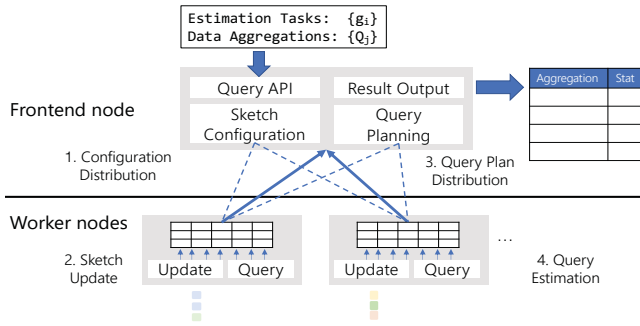 Estimation Tasks: {gᵢ}
Data Aggregations: {Qⱼ}
Query API
Result Output
Aggregation Stat
Frontend node
Sketch
Configuration
Query
Planning
1. Configuration
Distribution
3. Query Plan
Distribution
Worker nodes
2. Sketch
Update
Update
Query
Update
Query
...
4. Query
Estimation